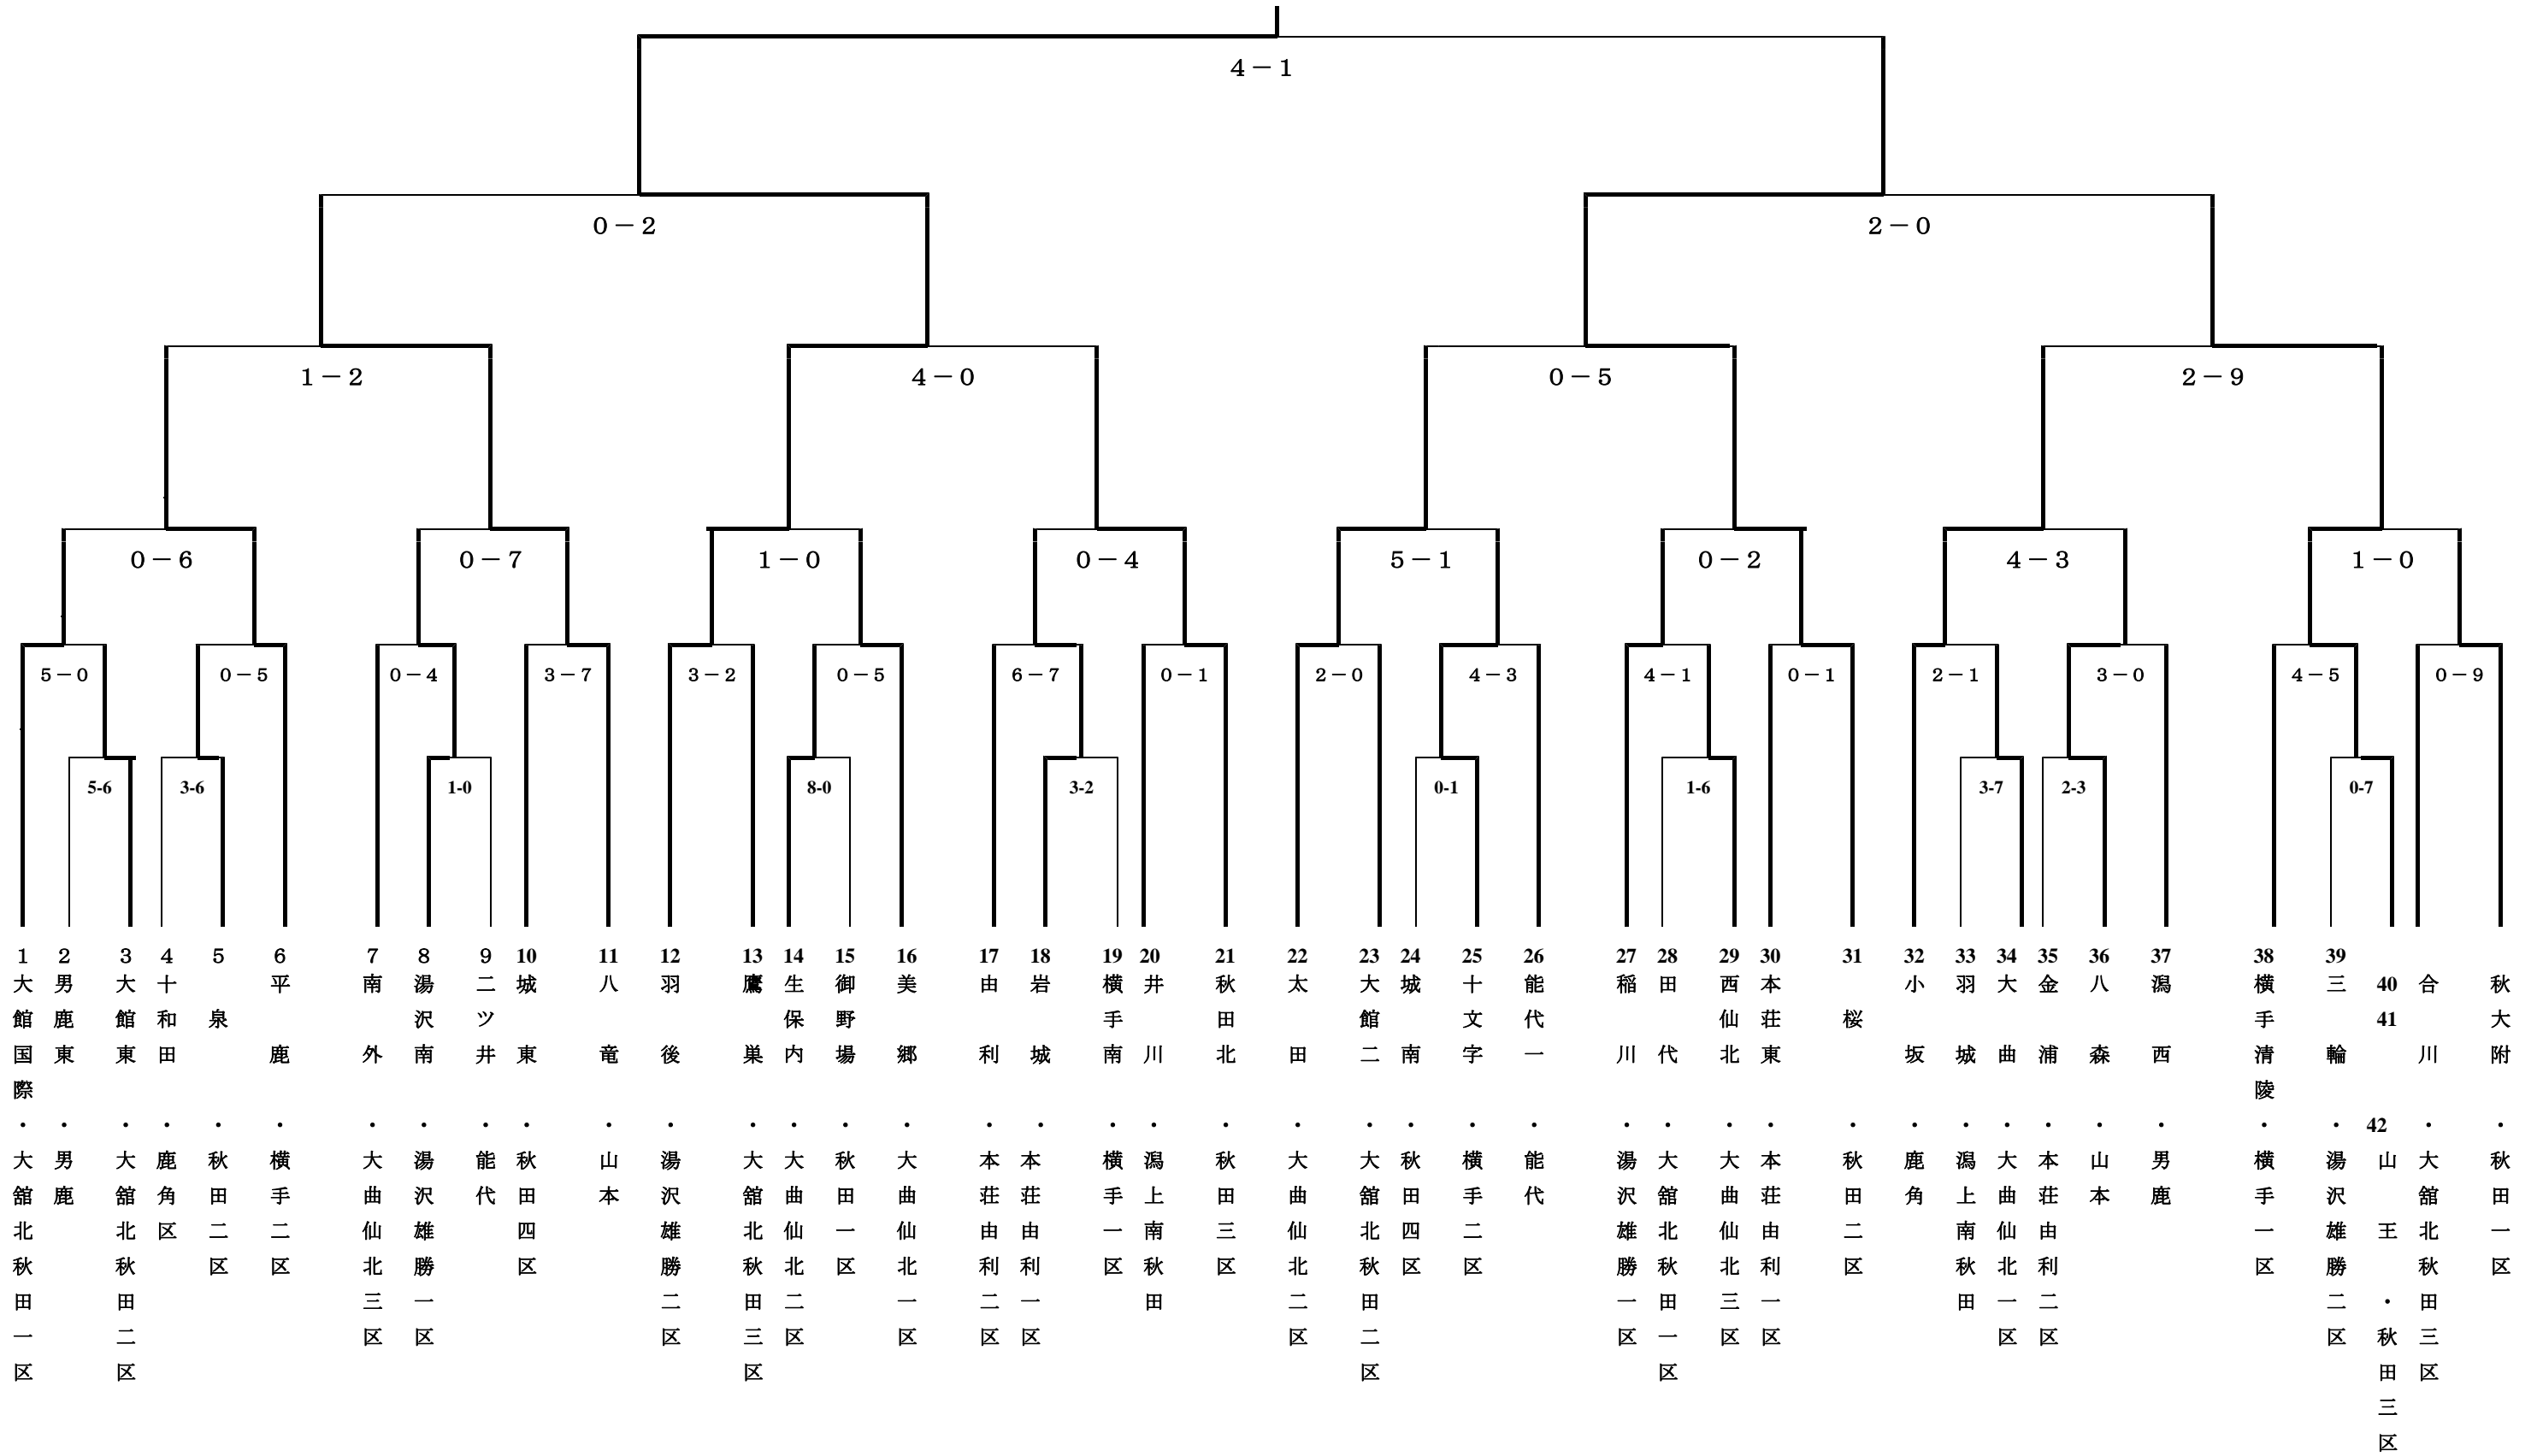 ４－１
０－２
２－０
１－２
４－０
０－５
２－９
０－６
０－７
１－０
０－４
５－１
０－２
４－３
１－０
５－０
０－５
０－４
３－７
３－２
０－５
６－７
０－１
２－０
４－３
４－１
０－１
２－１
３－０
４－５
０－９
5-6
3-6
1-0
8-0
3-2
0-1
1-6
3-7
2-3
0-7
１ 大館国際・大舘北秋田一区
２ 男鹿東・男鹿
３ 大館東・大舘北秋田二区
４ 十和田・鹿角区
５ 泉・秋田二区
６ 平鹿・横手二区
７ 南外・大曲仙北三区
８ 湯沢南・湯沢雄勝一区
９ 二ツ井・能代
10 城東・秋田四区
11 八竜・山本
12 羽後・湯沢雄勝二区
13 鷹巣・大舘北秋田三区
14 生保内・大曲仙北二区
15 御野場・秋田一区
16 美郷・大曲仙北一区
17 由利・本荘由利二区
18 岩城・本荘由利一区
19 横手南・横手一区
20 井川・潟上南秋田
21 秋田北・秋田三区
22 太田・大曲仙北二区
23 大館二・大舘北秋田二区
24 城南・秋田四区
25 十文字・横手二区
26 能代一・能代
27 稲川・湯沢雄勝一区
28 田代・大舘北秋田一区
29 西仙北・大曲仙北三区
30 本荘東・本荘由利一区
31 桜・秋田二区
32 小坂・鹿角
33 羽城・潟上南秋田
34 大曲・大曲仙北一区
35 金浦・本荘由利二区
36 八森・山本
37 潟西・男鹿
38 横手清陵・横手一区
39 三輪・湯沢雄勝二区
40
41
42
山王・秋田三区
合川・大舘北秋田三区
秋大附・秋田一区